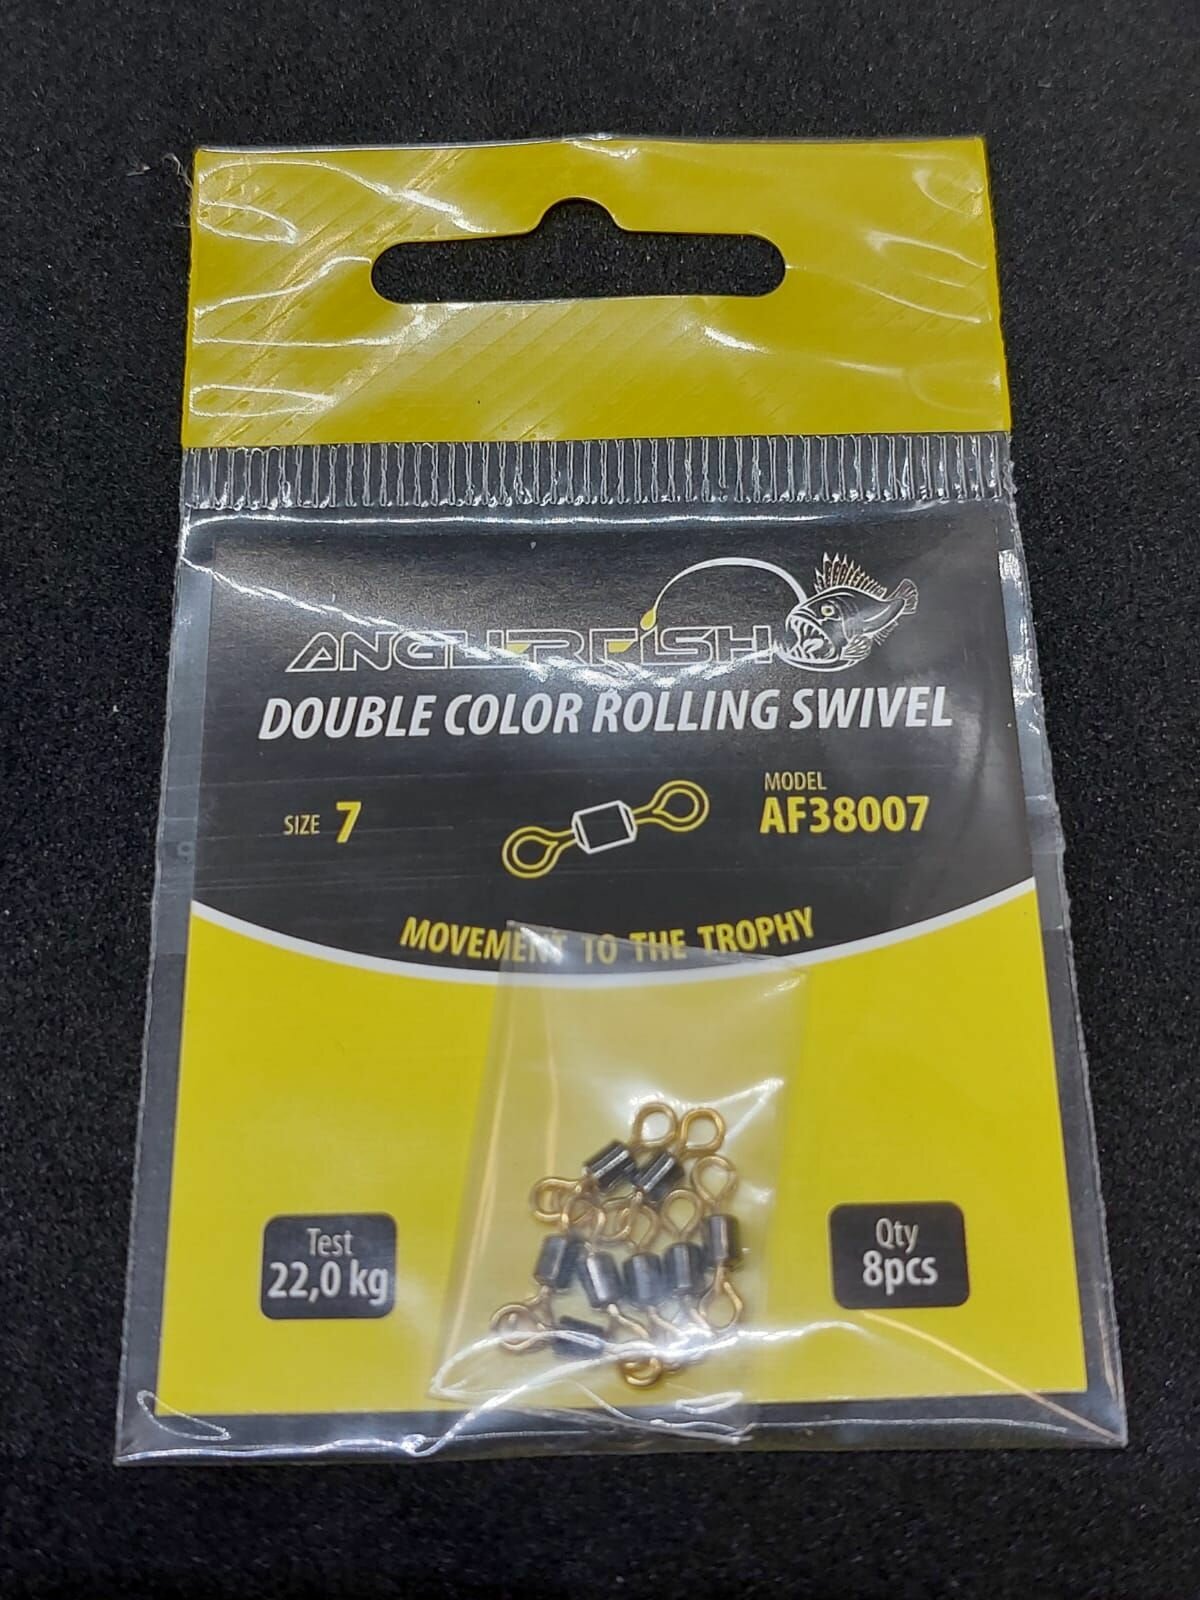 ANGLERFISH
DOUBLE COLOR ROLLING SWIVEL
SIZE 7
MODEL
AF38007
MOVEMENT TO THE TROPHY
Test
22,0 kg
Qty
8pcs